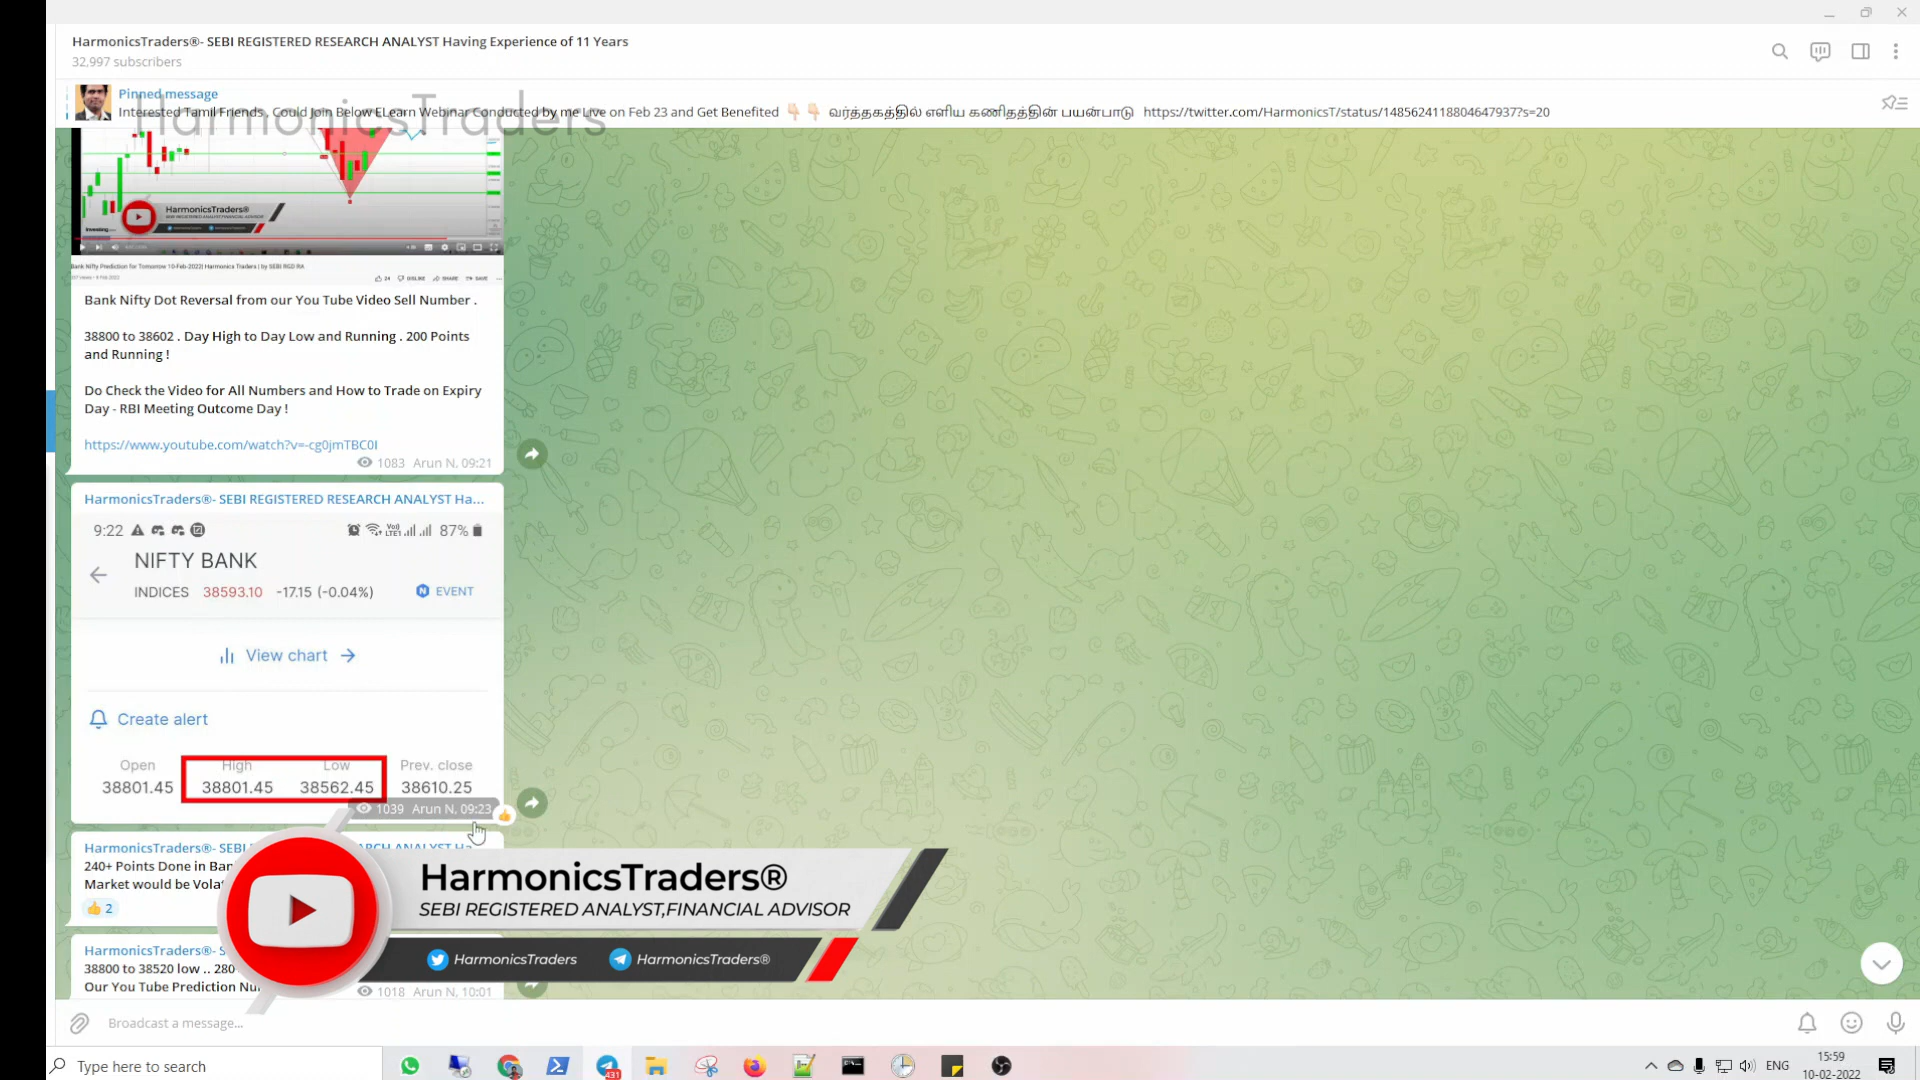 HarmonicsTraders®- SEBI REGISTERED RESEARCH ANALYST Having Experience of 11 Years
32,997 subscribers
Pinned message
Interested Tamil Friends , Could Join Below ELearn Webinar Conducted by me Live on Feb 23 and Get Benefited 👇🏻 👇🏻 வர்த்தகத்தில் எளிய கணிதத்தின் பயன்பாடு https://twitter.com/HarmonicsT/status/1485624118804647937?s=20
HarmonicsTraders
HarmonicsTraders®
Bank Nifty Prediction for Tomorrow 10-Feb-2022| Harmonics Traders | by SEBI RGD RA
24 DISLIKE SHARE SAVE
Bank Nifty Dot Reversal from our You Tube Video Sell Number .
38800 to 38602 . Day High to Day Low and Running . 200 Points
and Running !
Do Check the Video for All Numbers and How to Trade on Expiry
Day - RBI Meeting Outcome Day !
https://www.youtube.com/watch?v=-cg0jmTBC0I
1083 Arun N, 09:21
HarmonicsTraders®- SEBI REGISTERED RESEARCH ANALYST Ha...
9:22 87%
NIFTY BANK
INDICES 38593.10 -17.15 (-0.04%) EVENT
View chart
Create alert
Open High Low Prev. close
38801.45 38801.45 38562.45 38610.25
1039 Arun N, 09:23
HarmonicsTraders®- SEBI
240+ Points Done in Ban
Market would be Vola
👍 2
HarmonicsTraders®- S
38800 to 38520 low .. 280
Our You Tube Prediction Nu
1018 Arun N, 10:01
HarmonicsTraders®
SEBI REGISTERED ANALYST,FINANCIAL ADVISOR
HarmonicsTraders HarmonicsTraders®
Broadcast a message...
Type here to search
431
ENG
15:59
10-02-2022